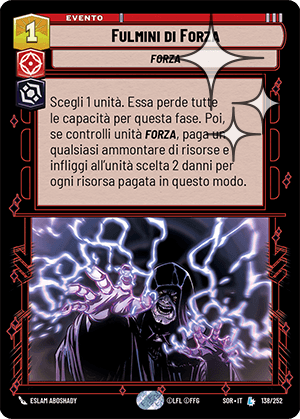 EVENTO
1
FULMINI DI FORZA
FORZA
Scegli 1 unità. Essa perde tutte
le capacità per questa fase. Poi,
se controlli unità FORZA, paga un
qualsiasi ammontare di risorse e
infliggi all'unità scelta 2 danni per
ogni risorsa pagata in questo modo.
ESLAM ABOSHADY
©LFL ©FFG
SOR•IT
138/252